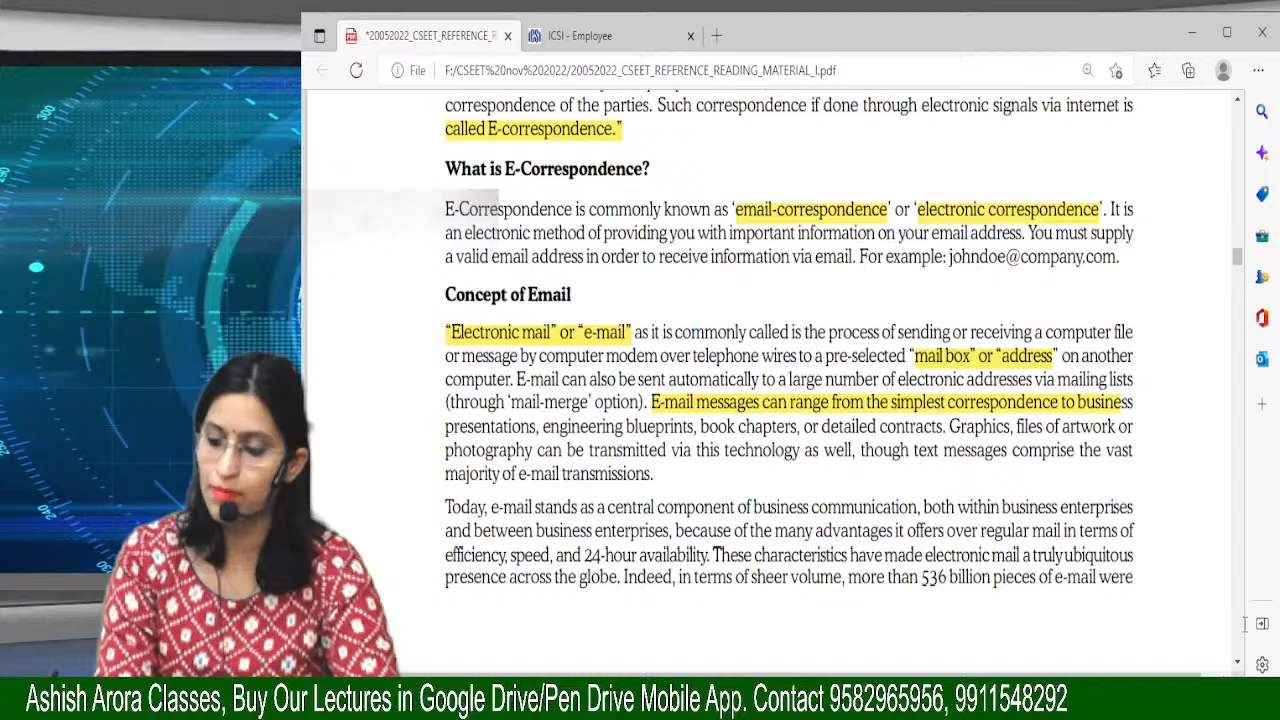 *20052022_CSEET_REFERENCE_R
ICSI - Employee
File
F:/CSEET%20nov%202022/20052022_CSEET_REFERENCE_READING_MATERIAL_I.pdf
correspondence of the parties. Such correspondence if done through electronic signals via internet is
called E-correspondence.”
What is E-Correspondence?
E-Correspondence is commonly known as ‘email-correspondence’ or ‘electronic correspondence’. It is
an electronic method of providing you with important information on your email address. You must supply
a valid email address in order to receive information via email. For example: johndoe@company.com.
Concept of Email
“Electronic mail” or “e-mail” as it is commonly called is the process of sending or receiving a computer file
or message by computer modem over telephone wires to a pre-selected “mail box” or “address” on another
computer. E-mail can also be sent automatically to a large number of electronic addresses via mailing lists
(through ‘mail-merge’ option). E-mail messages can range from the simplest correspondence to business
presentations, engineering blueprints, book chapters, or detailed contracts. Graphics, files of artwork or
photography can be transmitted via this technology as well, though text messages comprise the vast
majority of e-mail transmissions.
Today, e-mail stands as a central component of business communication, both within business enterprises
and between business enterprises, because of the many advantages it offers over regular mail in terms of
efficiency, speed, and 24-hour availability. These characteristics have made electronic mail a truly ubiquitous
presence across the globe. Indeed, in terms of sheer volume, more than 536 billion pieces of e-mail were
300
240
Ashish Arora Classes, Buy Our Lectures in Google Drive/Pen Drive Mobile App. Contact 9582965956, 9911548292